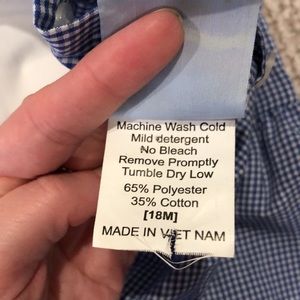 Machine Wash Cold
Mild detergent
No Bleach
Remove Promptly
Tumble Dry Low
65% Polyester
35% Cotton
[18M]
MADE IN VIET NAM